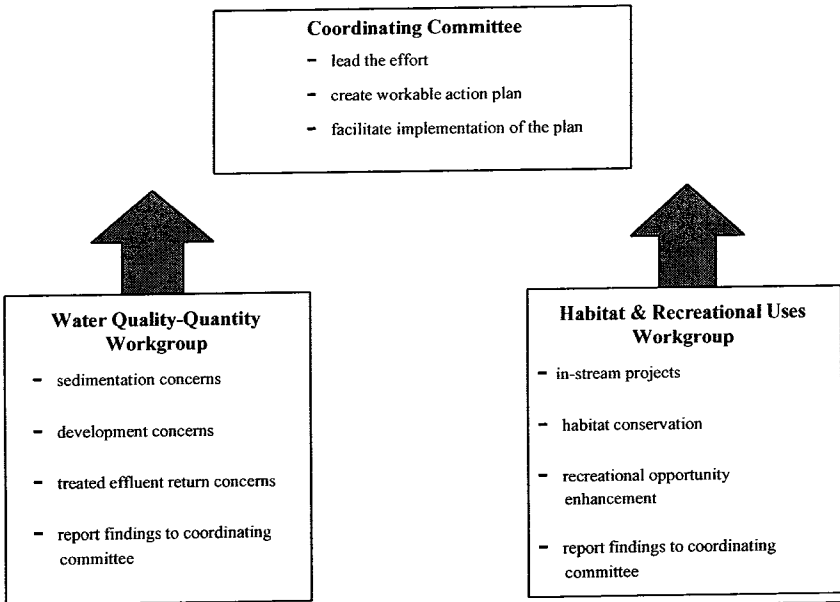 Coordinating Committee
- lead the effort
- create workable action plan
- facilitate implementation of the plan
Water Quality-Quantity
Workgroup
- sedimentation concerns
- development concerns
- treated effluent return concerns
- report findings to coordinating
committee
Habitat & Recreational Uses
Workgroup
- in-stream projects
- habitat conservation
- recreational opportunity
enhancement
- report findings to coordinating
committee